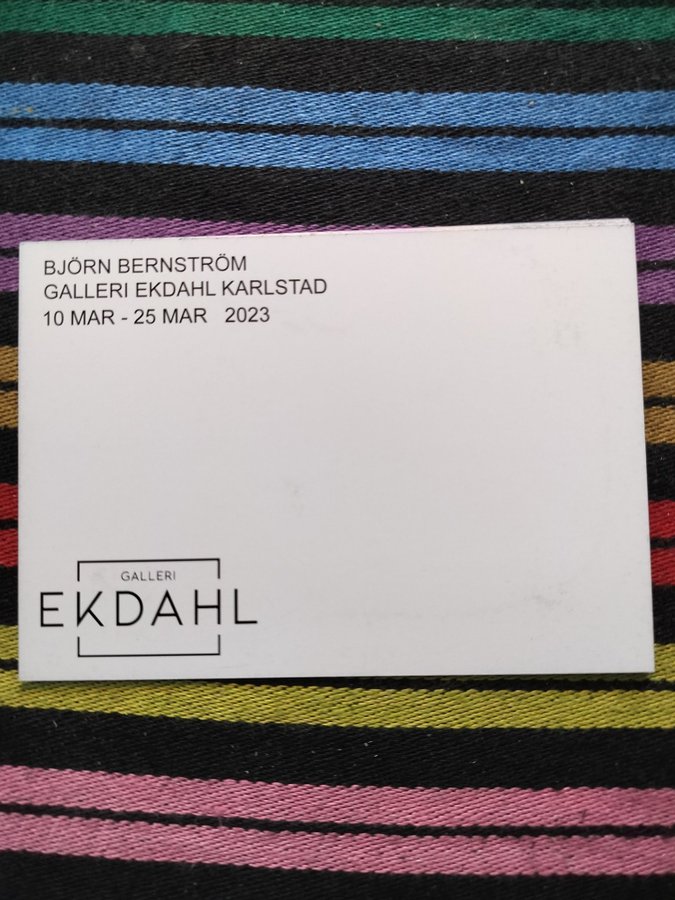 BJÖRN BERNSTRÖM
GALLERI EKDAHL KARLSTAD
10 MAR - 25 MAR 2023
GALLERI
EKDAHL